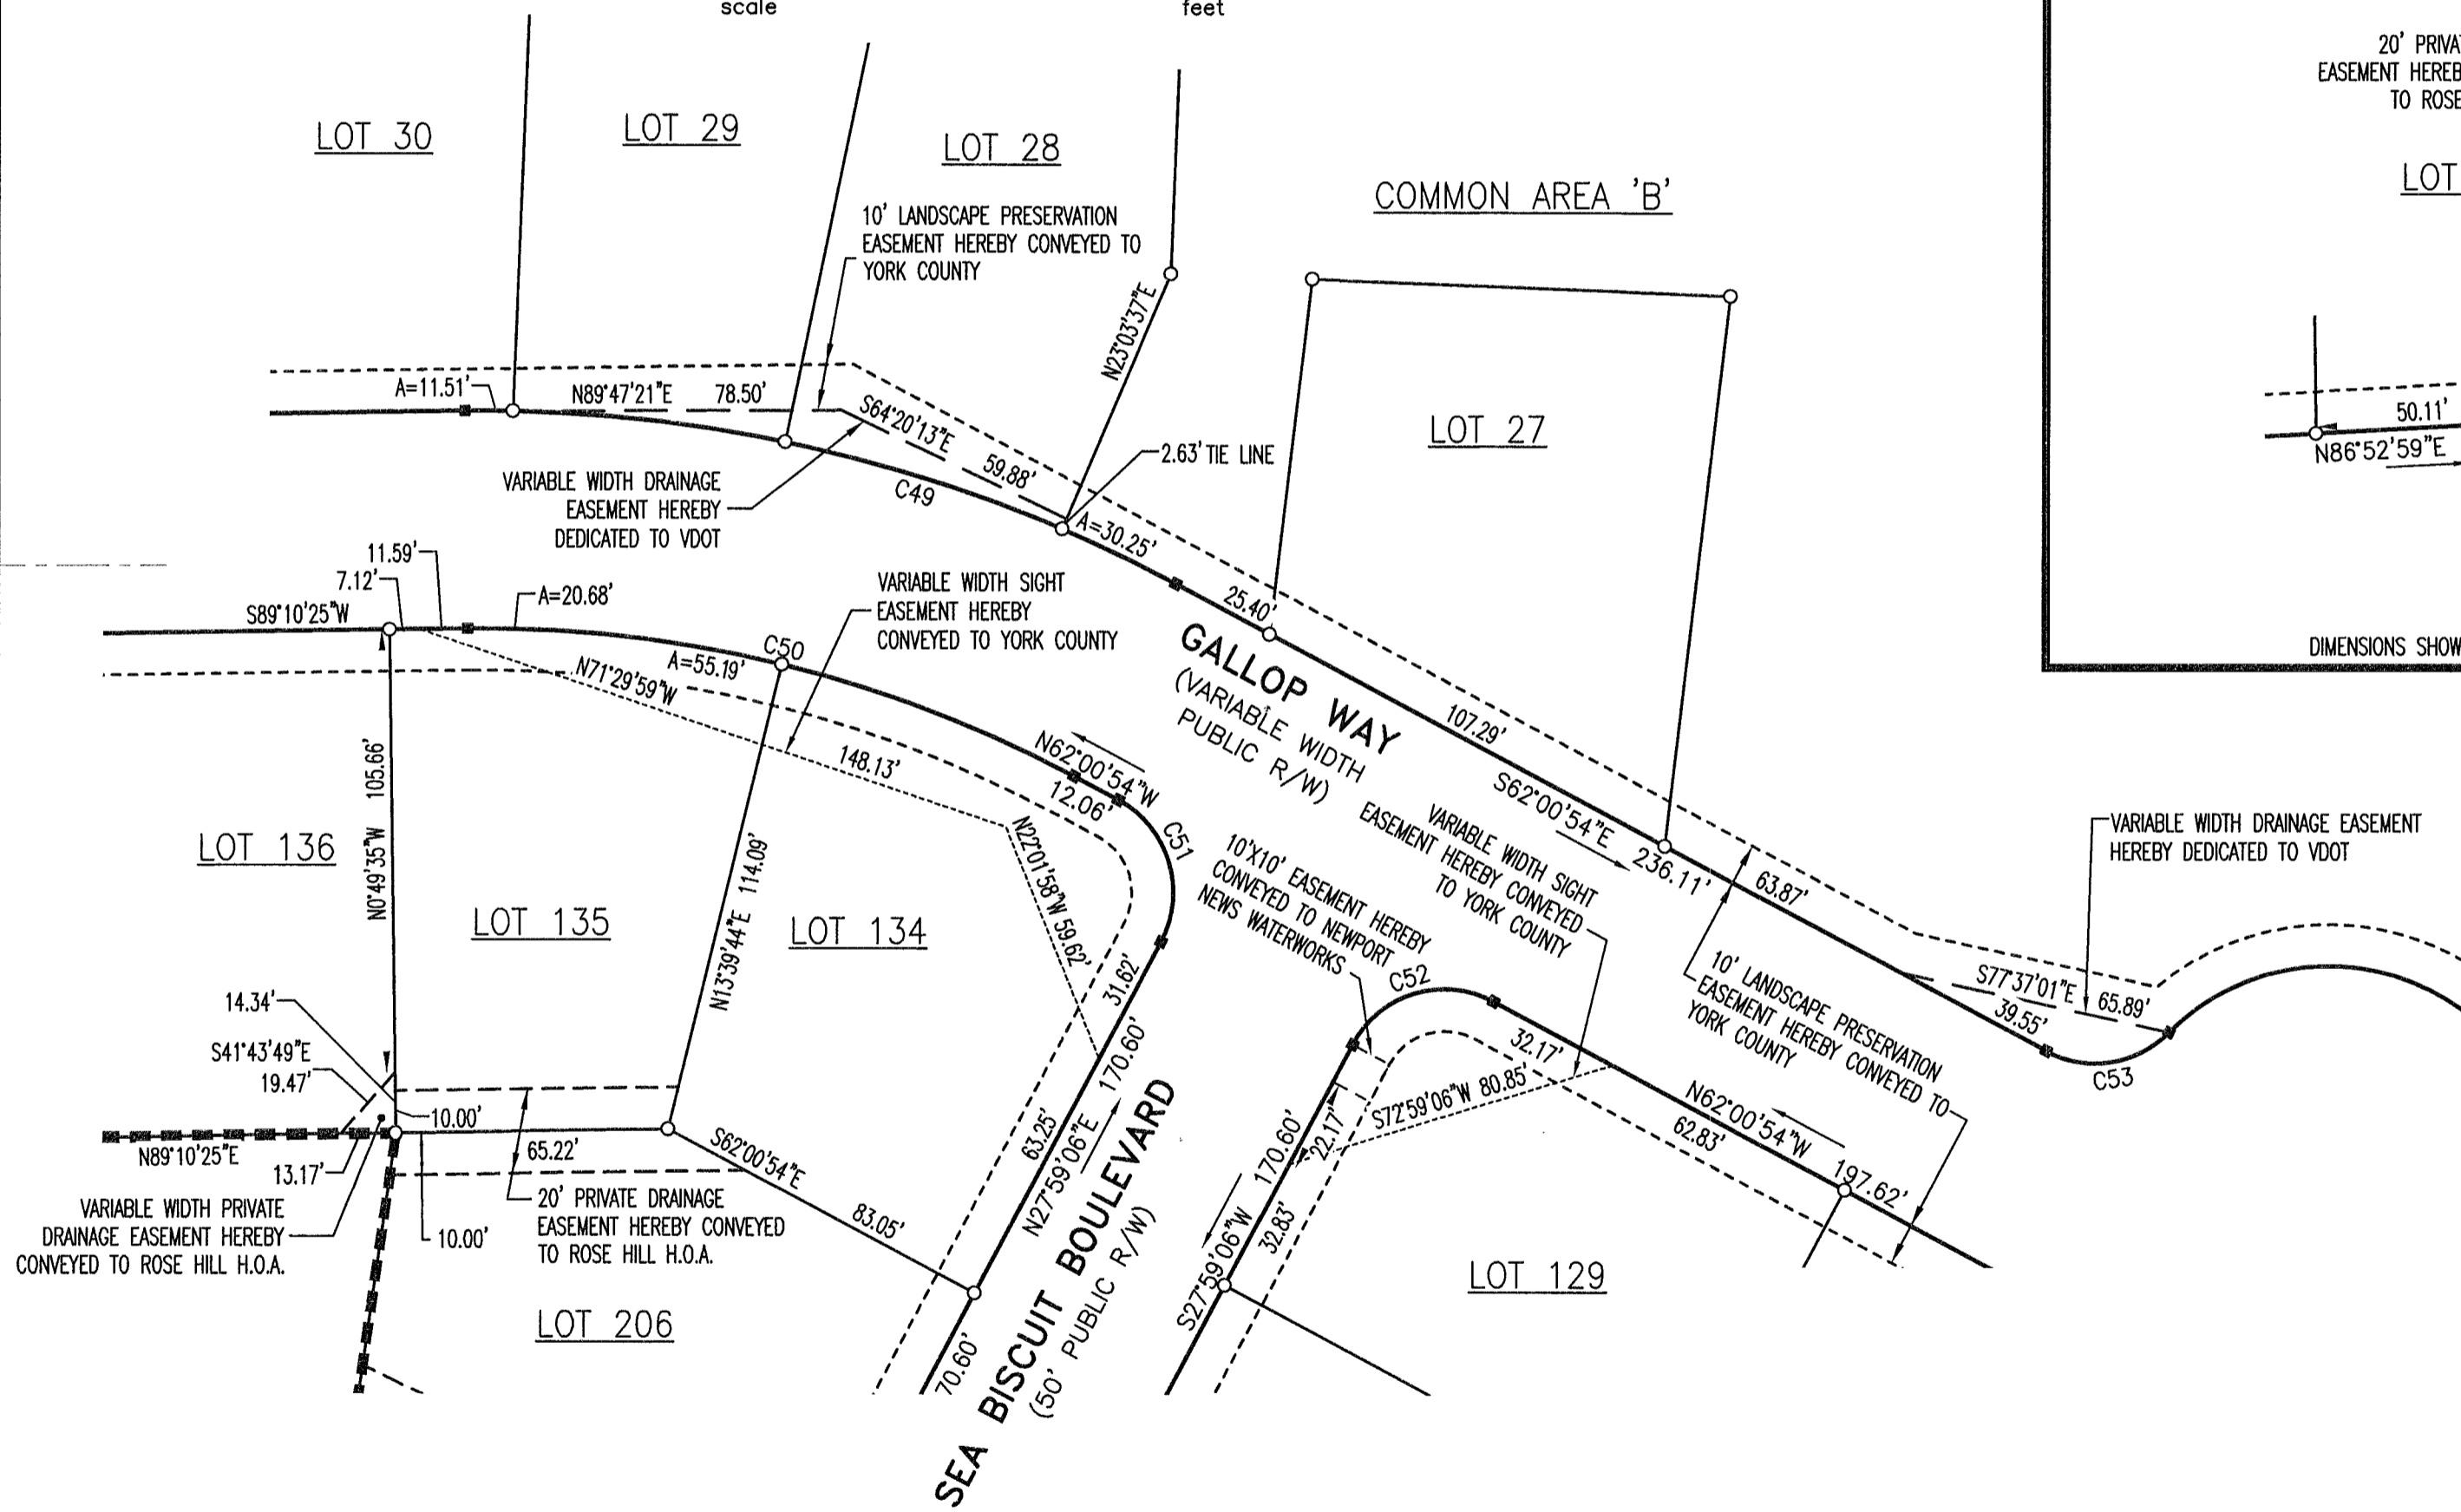 scale
feet
LOT 30
LOT 29
LOT 28
COMMON AREA 'B'
10' LANDSCAPE PRESERVATION
EASEMENT HEREBY CONVEYED TO
YORK COUNTY
N23°03'37"E
A=11.51'
N89°47'21"E
78.50'
S64°20'13"E
59.88'
C49
2.63' TIE LINE
LOT 27
VARIABLE WIDTH DRAINAGE
EASEMENT HEREBY
DEDICATED TO VDOT
A=30.25'
25.40'
11.59'
7.12'
S89°10'25"W
A=20.68'
C50
A=55.19'
N71°29'59"W
148.13'
VARIABLE WIDTH SIGHT
EASEMENT HEREBY
CONVEYED TO YORK COUNTY
GALLOP WAY
(VARIABLE WIDTH
PUBLIC R/W)
107.29'
S62°00'54"E
236.11'
N62°00'54"W
12.06'
C51
N22°01'58"W 59.62'
31.62'
LOT 136
N0°49'35"W 105.66'
LOT 135
N13°39'44"E 114.09'
LOT 134
VARIABLE WIDTH SIGHT
EASEMENT HEREBY CONVEYED
TO YORK COUNTY
10'X10' EASEMENT HEREBY
CONVEYED TO NEWPORT
NEWS WATERWORKS
C52
63.87'
10' LANDSCAPE PRESERVATION
EASEMENT HEREBY CONVEYED TO
YORK COUNTY
VARIABLE WIDTH DRAINAGE EASEMENT
HEREBY DEDICATED TO VDOT
S77°37'01"E 65.89'
39.55'
C53
32.17'
S72°59'06"W 80.85'
N62°00'54"W
62.83'
197.62'
22.17'
170.60'
S27°59'06"W
32.83'
LOT 129
14.34'
S41°43'49"E
19.47'
10.00'
N89°10'25"E
13.17'
65.22'
S62°00'54"E
83.05'
VARIABLE WIDTH PRIVATE
DRAINAGE EASEMENT HEREBY
CONVEYED TO ROSE HILL H.O.A.
10.00'
20' PRIVATE DRAINAGE
EASEMENT HEREBY CONVEYED
TO ROSE HILL H.O.A.
LOT 206
63.25'
N27°59'06"E
170.60'
70.60'
SEA BISCUIT BOULEVARD
(50' PUBLIC R/W)
20' PRIVA
EASEMENT HEREB
TO ROSE
LOT
50.11'
N86°52'59"E
DIMENSIONS SHOW